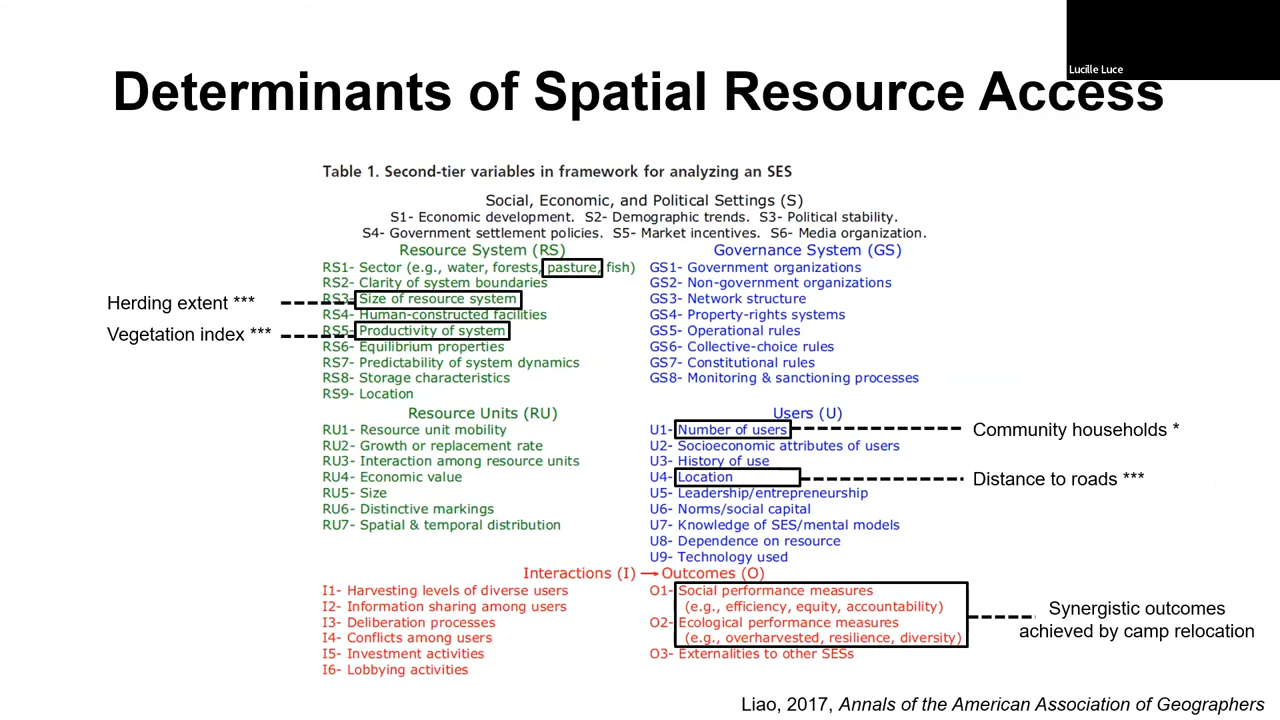 Lucille Luce
Determinants of Spatial Resource Access
Table 1. Second-tier variables in framework for analyzing an SES
Social, Economic, and Political Settings (S)
S1- Economic development. S2- Demographic trends. S3- Political stability.
S4- Government settlement policies. S5- Market incentives. S6- Media organization.
Resource System (RS)
RS1- Sector (e.g., water, forests, pasture, fish)
RS2- Clarity of system boundaries
RS3- Size of resource system
RS4- Human-constructed facilities
RS5- Productivity of system
RS6- Equilibrium properties
RS7- Predictability of system dynamics
RS8- Storage characteristics
RS9- Location
Herding extent ***
Vegetation index ***
Governance System (GS)
GS1- Government organizations
GS2- Non-government organizations
GS3- Network structure
GS4- Property-rights systems
GS5- Operational rules
GS6- Collective-choice rules
GS7- Constitutional rules
GS8- Monitoring & sanctioning processes
Resource Units (RU)
RU1- Resource unit mobility
RU2- Growth or replacement rate
RU3- Interaction among resource units
RU4- Economic value
RU5- Size
RU6- Distinctive markings
RU7- Spatial & temporal distribution
Users (U)
U1- Number of users
U2- Socioeconomic attributes of users
U3- History of use
U4- Location
U5- Leadership/entrepreneurship
U6- Norms/social capital
U7- Knowledge of SES/mental models
U8- Dependence on resource
U9- Technology used
Community households *
Distance to roads ***
Interactions (I) → Outcomes (O)
I1- Harvesting levels of diverse users
I2- Information sharing among users
I3- Deliberation processes
I4- Conflicts among users
I5- Investment activities
I6- Lobbying activities
O1- Social performance measures
(e.g., efficiency, equity, accountability)
O2- Ecological performance measures
(e.g., overharvested, resilience, diversity)
O3- Externalities to other SESs
Synergistic outcomes
achieved by camp relocation
Liao, 2017, Annals of the American Association of Geographers